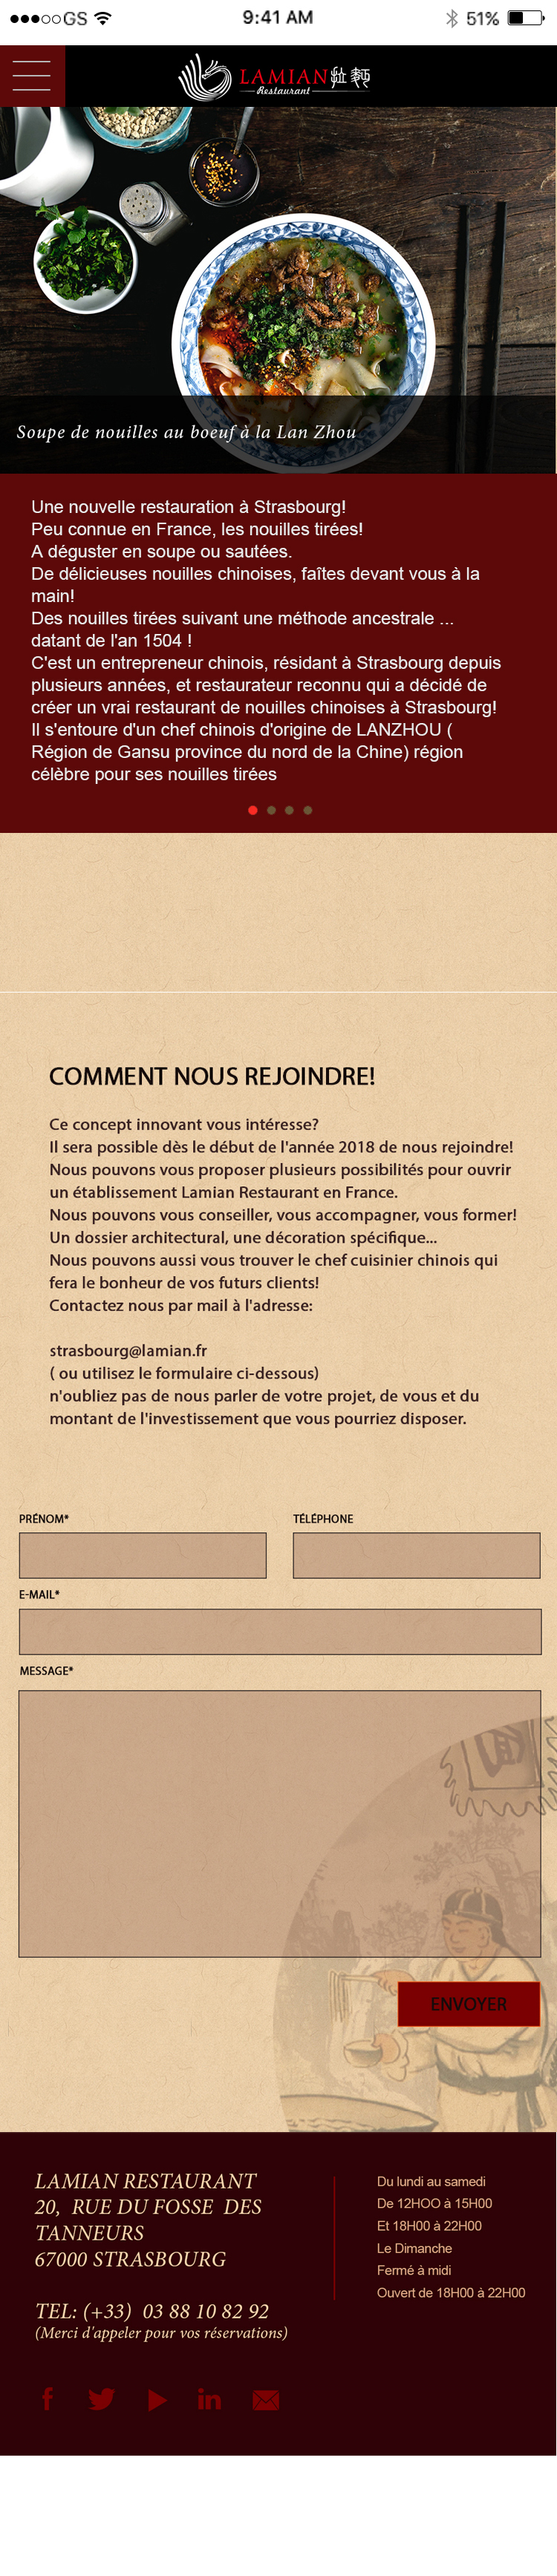 GS 9:41 AM 51%
LAMIAN
Restaurant
Soupe de nouilles au boeuf à la Lan Zhou
Une nouvelle restauration à Strasbourg!
Peu connue en France, les nouilles tirées!
A déguster en soupe ou sautées.
De délicieuses nouilles chinoises, faîtes devant vous à la
main!
Des nouilles tirées suivant une méthode ancestrale ...
datant de l'an 1504 !
C'est un entrepreneur chinois, résidant à Strasbourg depuis
plusieurs années, et restaurateur reconnu qui a décidé de
créer un vrai restaurant de nouilles chinoises à Strasbourg!
Il s'entoure d'un chef chinois d'origine de LANZHOU (
Région de Gansu province du nord de la Chine) région
célèbre pour ses nouilles tirées
COMMENT NOUS REJOINDRE!
Ce concept innovant vous intéresse?
Il sera possible dès le début de l'année 2018 de nous rejoindre!
Nous pouvons vous proposer plusieurs possibilités pour ouvrir
un établissement Lamian Restaurant en France.
Nous pouvons vous conseiller, vous accompagner, vous former!
Un dossier architectural, une décoration spécifique...
Nous pouvons aussi vous trouver le chef cuisinier chinois qui
fera le bonheur de vos futurs clients!
Contactez nous par mail à l'adresse:
strasbourg@lamian.fr
( ou utilisez le formulaire ci-dessous)
n'oubliez pas de nous parler de votre projet, de vous et du
montant de l'investissement que vous pourriez disposer.
PRÉNOM* TÉLÉPHONE
E-MAIL*
MESSAGE*
ENVOYER
LAMIAN RESTAURANT
20, RUE DU FOSSE DES
TANNEURS
67000 STRASBOURG
TEL: (+33) 03 88 10 82 92
(Merci d'appeler pour vos réservations)
Du lundi au samedi
De 12HOO à 15H00
Et 18H00 à 22H00
Le Dimanche
Fermé à midi
Ouvert de 18H00 à 22H00